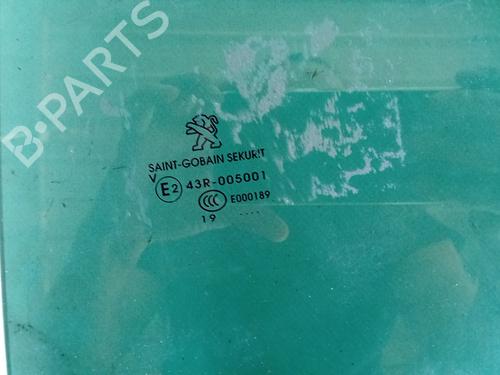 B-PARTS
SAINT-GOBAIN SEKURIT
V
E2 43R-005001
CCC E000189
19 ....